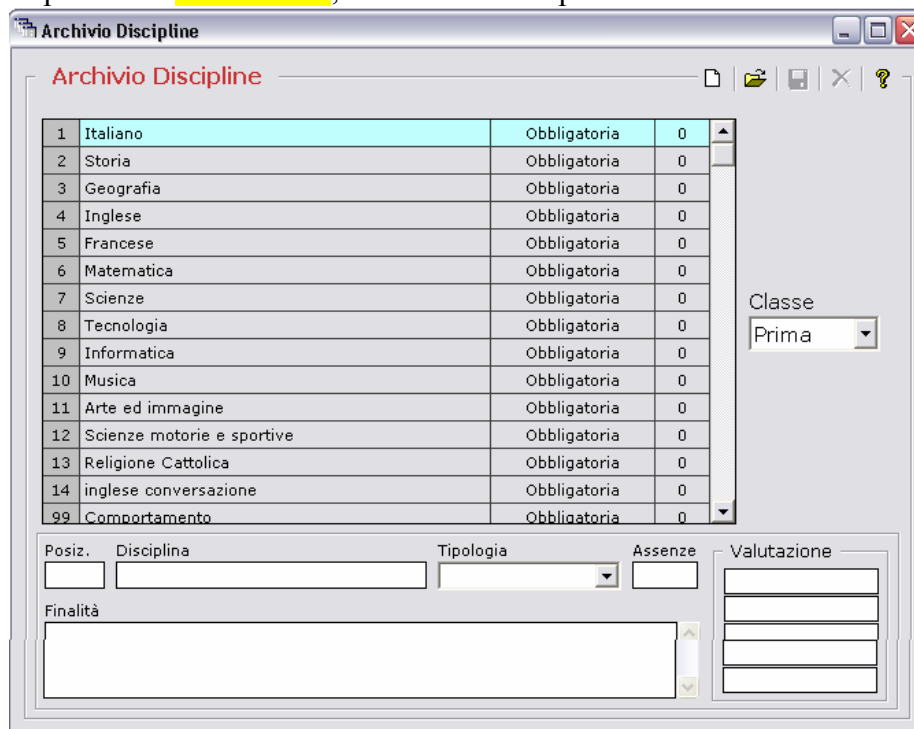 Archivio Discipline
Archivio Discipline
1 Italiano Obbligatoria 0
2 Storia Obbligatoria 0
3 Geografia Obbligatoria 0
4 Inglese Obbligatoria 0
5 Francese Obbligatoria 0
6 Matematica Obbligatoria 0
7 Scienze Obbligatoria 0
8 Tecnologia Obbligatoria 0
9 Informatica Obbligatoria 0
10 Musica Obbligatoria 0
11 Arte ed immagine Obbligatoria 0
12 Scienze motorie e sportive Obbligatoria 0
13 Religione Cattolica Obbligatoria 0
14 inglese conversazione Obbligatoria 0
99 Comportamento Obbligatoria 0
Classe
Prima
Posiz. Disciplina Tipologia Assenze Valutazione
Finalità